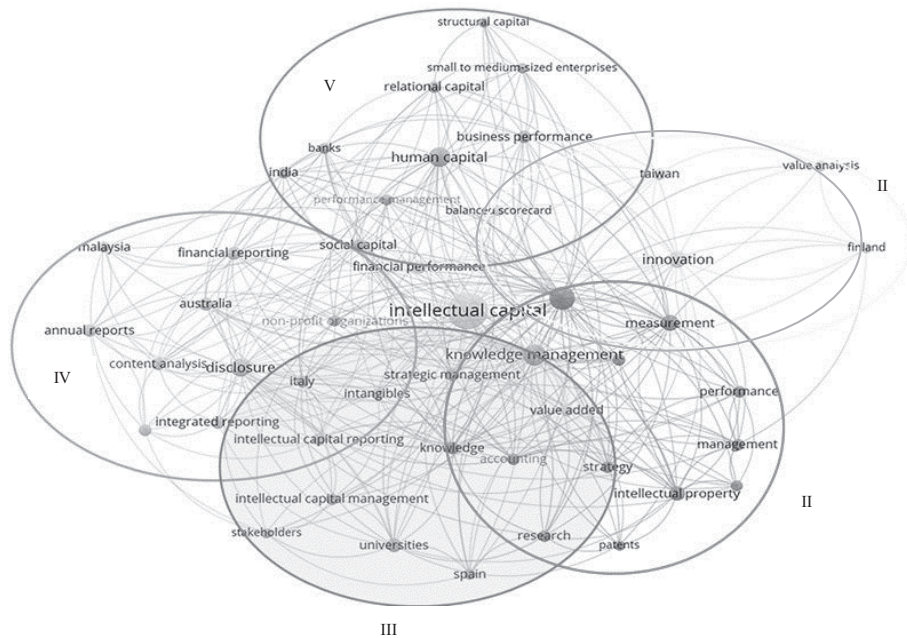 structural capital
small to medium-sized enterprises
V
relational capital
business performance
banks
human capital
value analysis
india
taiwan
II
performance management
balanced scorecard
malaysia
financial reporting
social capital
finland
innovation
financial performance
australia
intellectual capital
non-profit organizations
measurement
annual reports
knowledge management
content analysis
disclosure
strategic management
IV
italy
intangibles
performance
value added
integrated reporting
intellectual capital reporting
knowledge
management
accounting
strategy
intellectual property
intellectual capital management
II
stakeholders
universities
research
patents
spain
III